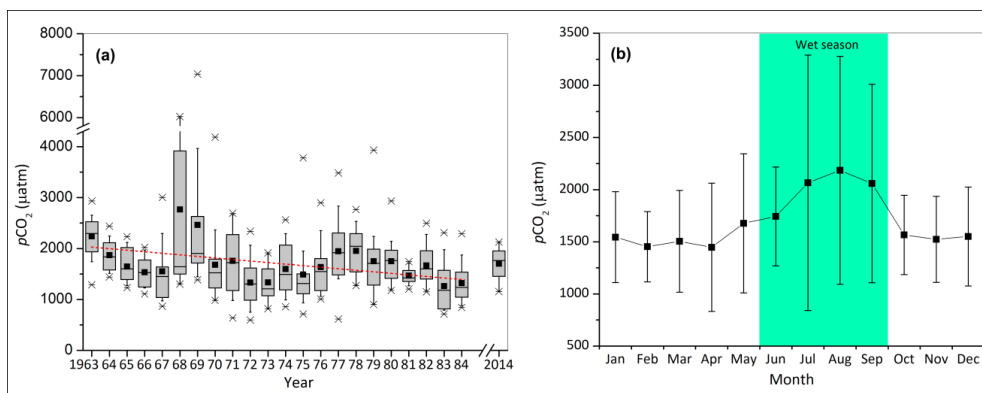 (a)
8000
7000
6000
3000
2000
1000
0
pCO₂ (μatm)
1963 64 65 66 67 68 69 70 71 72 73 74 75 76 77 78 79 80 81 82 83 84 2014
Year
(b)
Wet season
3500
3000
2500
2000
1500
1000
500
pCO₂ (μatm)
Jan Feb Mar Apr May Jun Jul Aug Sep Oct Nov Dec
Month